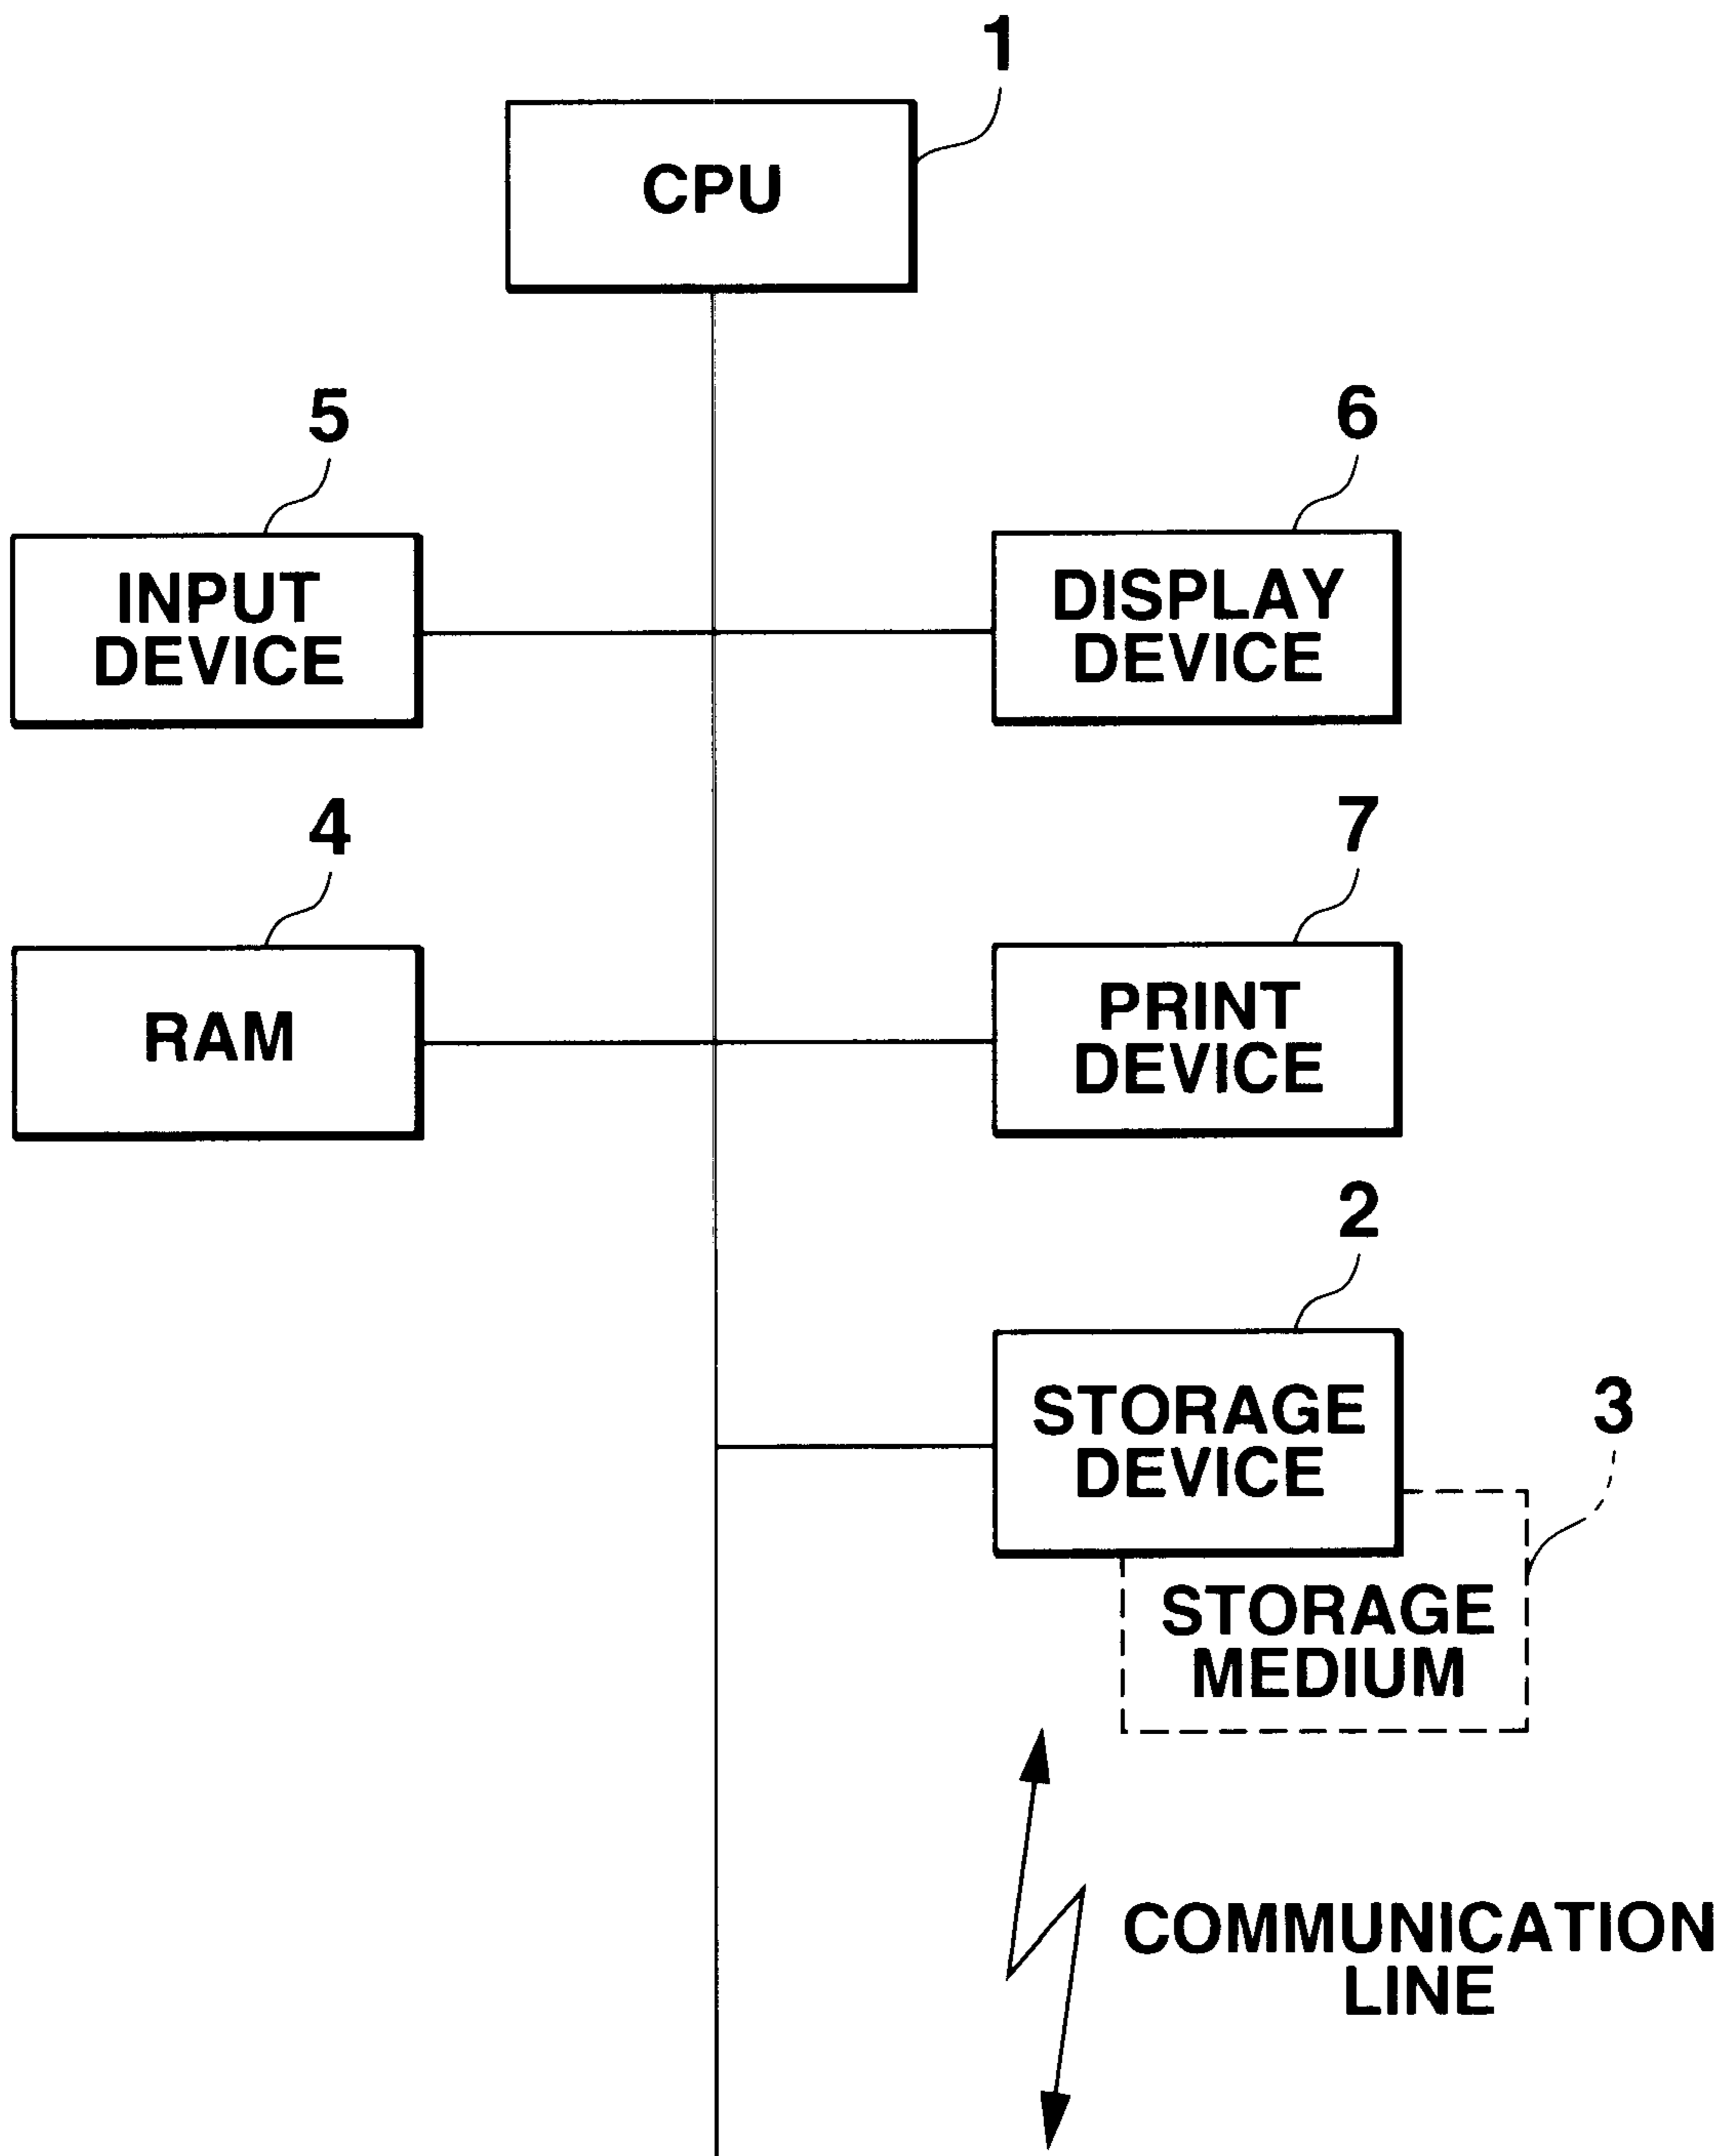 1
CPU
5
6
INPUT
DEVICE
DISPLAY
DEVICE
4
7
RAM
PRINT
DEVICE
2
STORAGE
DEVICE
3
STORAGE
MEDIUM
COMMUNICATION
LINE